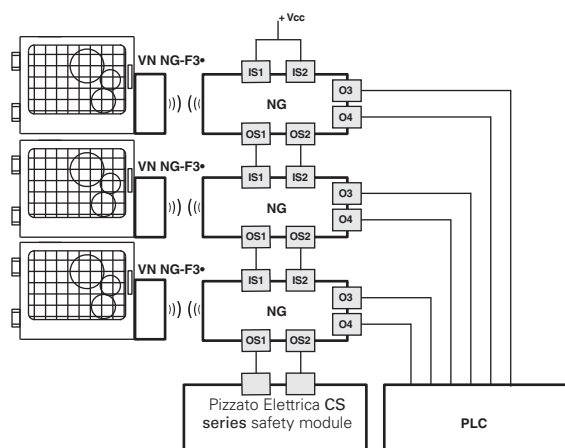 + Vcc
VN NG-F3•
IS1 IS2
NG
O3
O4
OS1 OS2
VN NG-F3•
IS1 IS2
NG
O3
O4
OS1 OS2
VN NG-F3•
IS1 IS2
NG
O3
O4
OS1 OS2
Pizzato Elettrica CS
series safety module
PLC